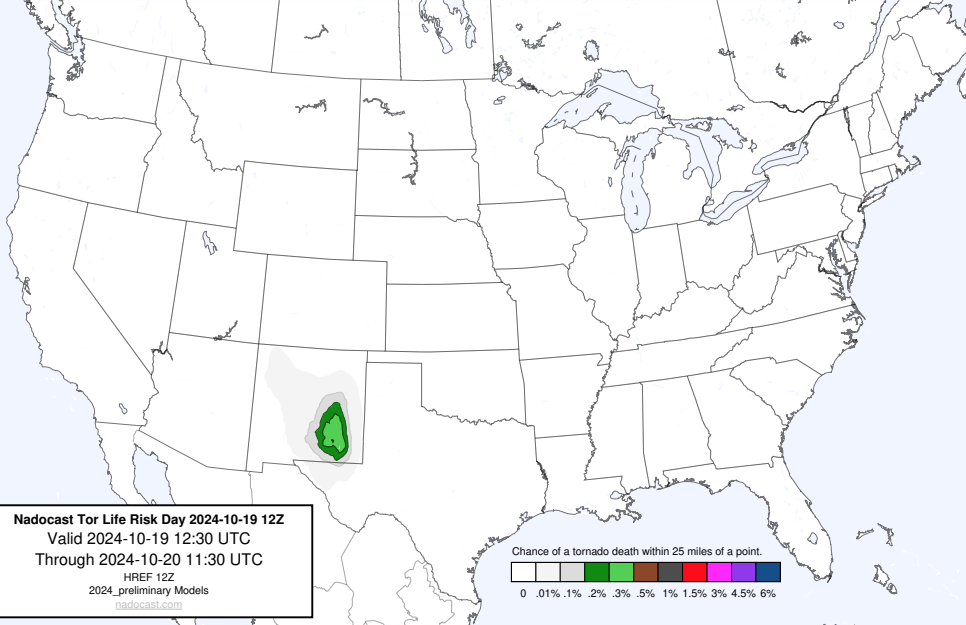 Nadocast Tor Life Risk Day 2024-10-19 12Z
Valid 2024-10-19 12:30 UTC
Through 2024-10-20 11:30 UTC
HREF 12Z
2024_preliminary Models
nadocast.com
Chance of a tornado death within 25 miles of a point.
0 .01% .1% .2% .3% .5% 1% 1.5% 3% 4.5% 6%